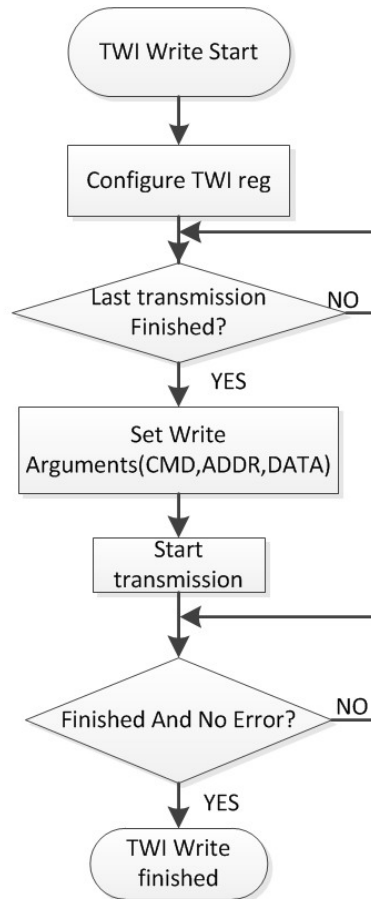 TWI Write Start
Configure TWI reg
Last transmission
Finished?
NO
YES
Set Write
Arguments(CMD,ADDR,DATA)
Start
transmission
Finished And No Error?
NO
YES
TWI Write
finished